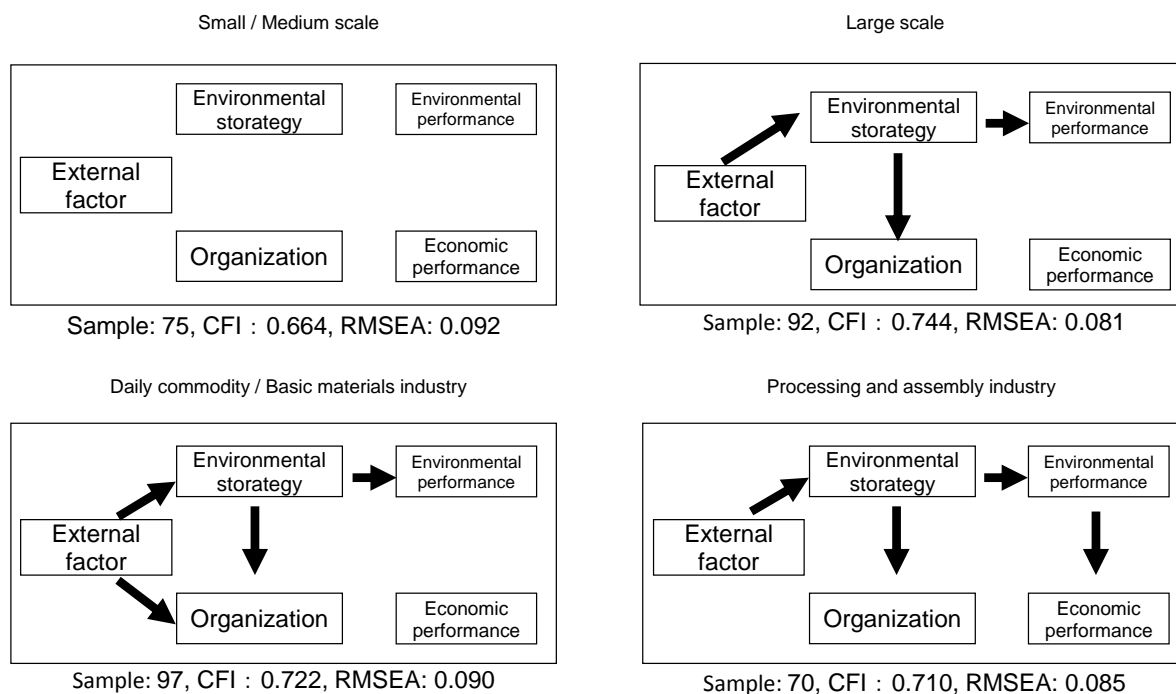 Small / Medium scale
Environmental
storategy
Environmental
performance
External
factor
Organization
Economic
performance
Sample: 75, CFI : 0.664, RMSEA: 0.092
Large scale
Environmental
storategy
Environmental
performance
External
factor
Organization
Economic
performance
Sample: 92, CFI : 0.744, RMSEA: 0.081
Daily commodity / Basic materials industry
Environmental
storategy
Environmental
performance
External
factor
Organization
Economic
performance
Sample: 97, CFI : 0.722, RMSEA: 0.090
Processing and assembly industry
Environmental
storategy
Environmental
performance
External
factor
Organization
Economic
performance
Sample: 70, CFI : 0.710, RMSEA: 0.085